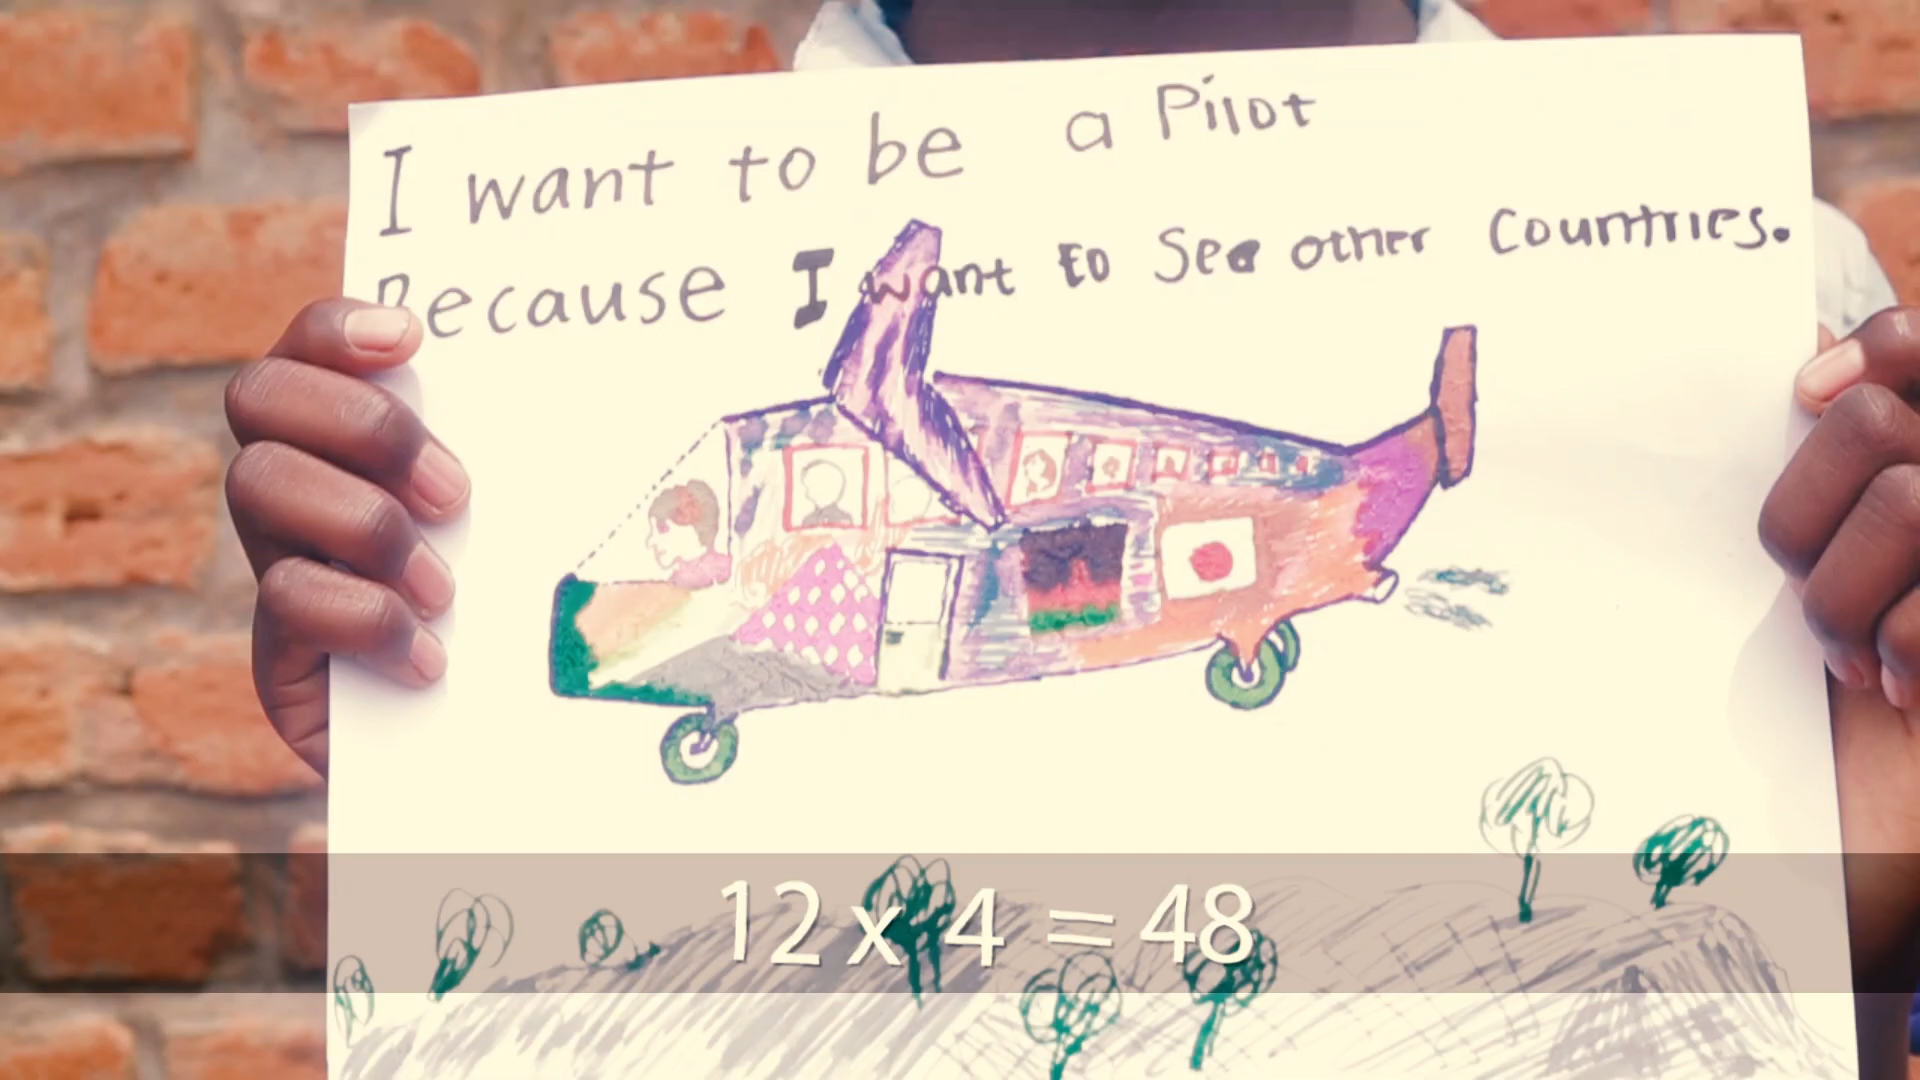 I want to be a Pilot
Because I want to See other Countries.
12 x 4 = 48